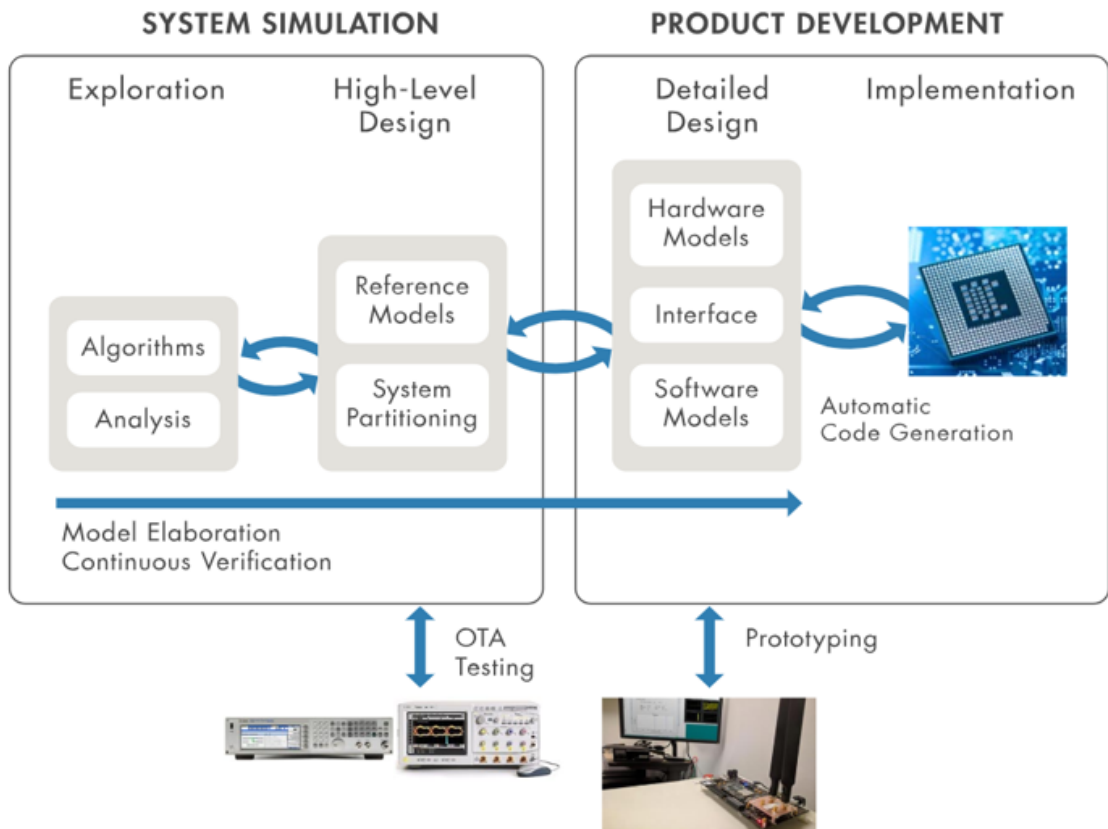 SYSTEM SIMULATION
PRODUCT DEVELOPMENT
Exploration
High-Level
Design
Detailed
Design
Implementation
Algorithms
Analysis
Reference
Models
System
Partitioning
Hardware
Models
Interface
Software
Models
Automatic
Code Generation
Model Elaboration
Continuous Verification
OTA
Testing
Prototyping